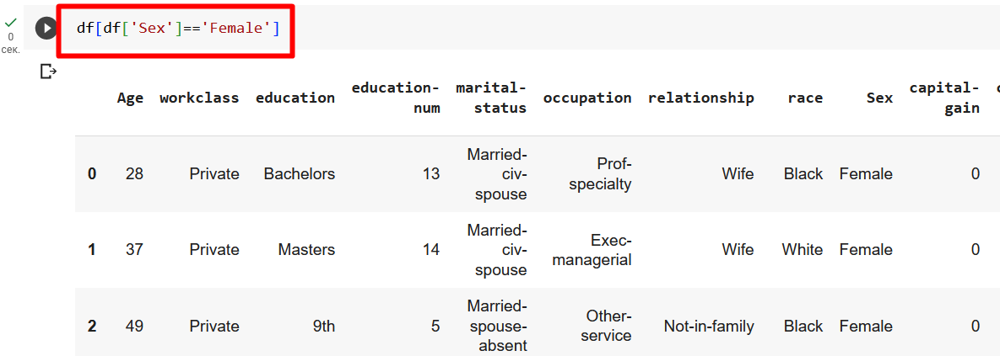 df[df['Sex']=='Female']
0
сек.
Age workclass education education-num marital-status occupation relationship race Sex capital-gain
0 28 Private Bachelors 13 Married-civ-spouse Prof-specialty Wife Black Female 0
1 37 Private Masters 14 Married-civ-spouse Exec-managerial Wife White Female 0
2 49 Private 9th 5 Married-spouse-absent Other-service Not-in-family Black Female 0